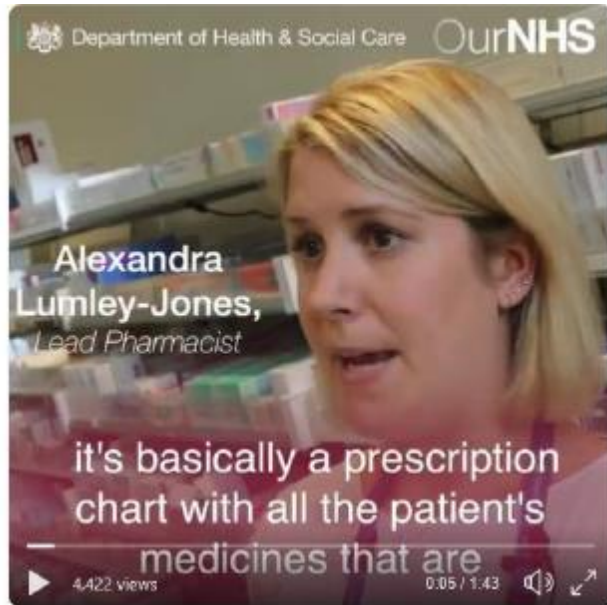 Department of Health & Social Care
OurNHS
Alexandra
Lumley-Jones,
Lead Pharmacist
it's basically a prescription
chart with all the patient's
medicines that are
4,422 views
0:05 / 1:43